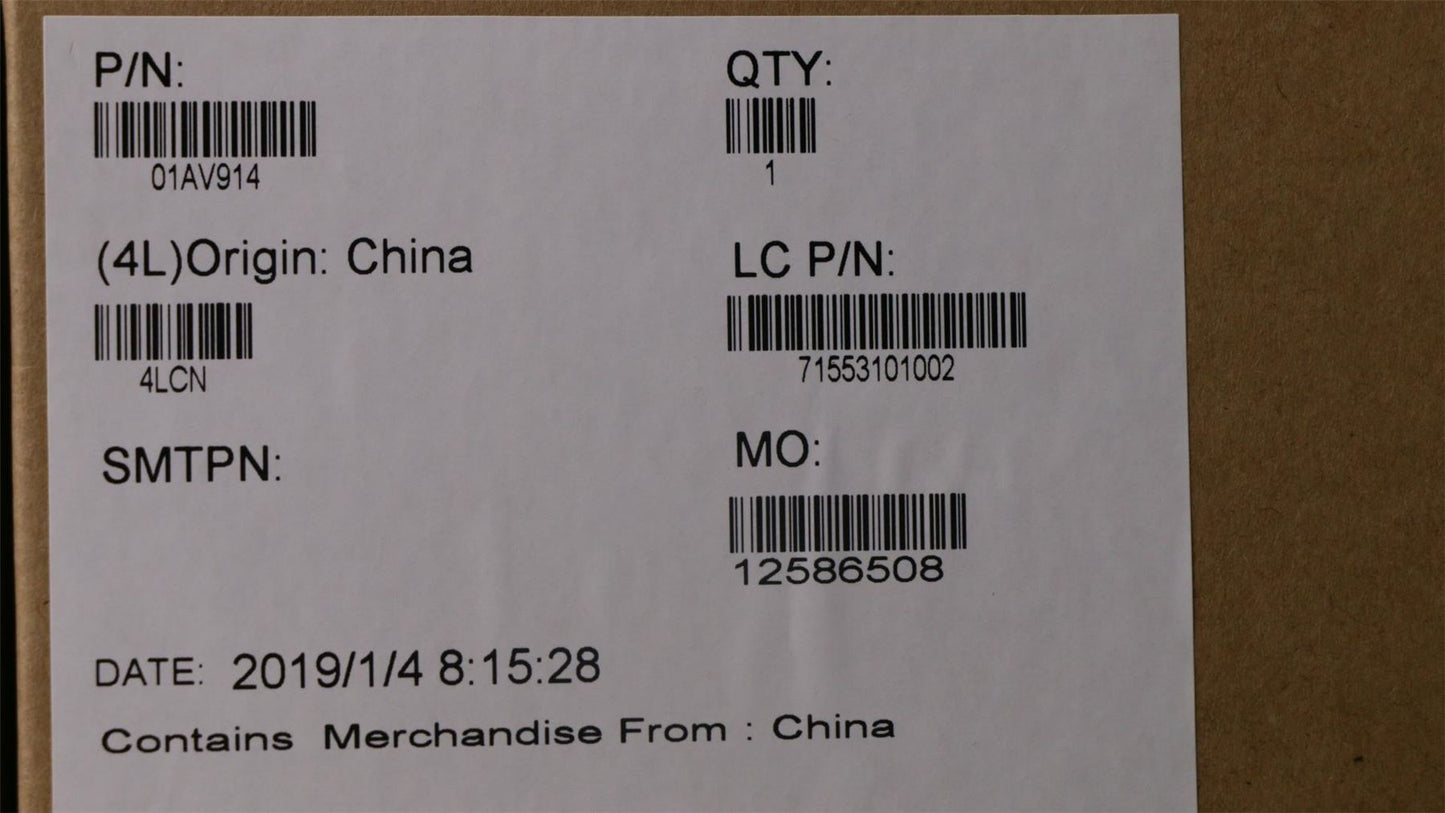 P/N:
01AV914
QTY:
1
(4L)Origin: China
4LCN
LC P/N:
71553101002
SMTPN:
MO:
12586508
DATE: 2019/1/4 8:15:28
Contains Merchandise From : China